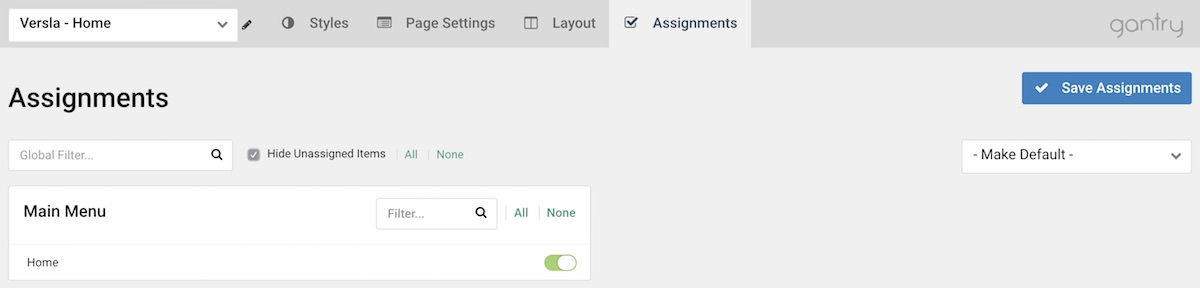 Versla - Home
Styles
Page Settings
Layout
Assignments
gantry
Assignments
Save Assignments
Global Filter...
Hide Unassigned Items
All
None
- Make Default -
Main Menu
Filter...
All
None
Home